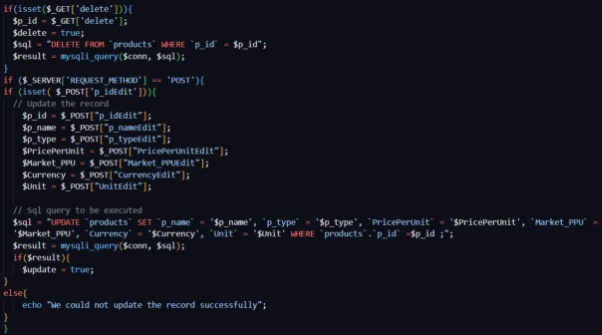 if(isset($_GET['delete'])){
$p_id = $_GET['delete'];
$delete = true;
$sql = "DELETE FROM `products` WHERE `p_id` = $p_id";
$result = mysqli_query($conn, $sql);
}
if ($_SERVER['REQUEST_METHOD'] == 'POST'){
if (isset( $_POST['p_idEdit'])){
// Update the record
$p_id = $_POST["p_idEdit"];
$p_name = $_POST["p_nameEdit"];
$p_type = $_POST["p_typeEdit"];
$PricePerUnit = $_POST["PricePerUnitEdit"];
$Market_PPU = $_POST["Market_PPUEdit"];
$Currency = $_POST["CurrencyEdit"];
$Unit = $_POST["UnitEdit"];
// Sql query to be executed
$sql = "UPDATE `products` SET `p_name` = '$p_name', `p_type` = '$p_type', `PricePerUnit` = '$PricePerUnit', `Market_PPU` =
'$Market_PPU', `Currency` = '$Currency', `Unit` = '$Unit' WHERE `products`.`p_id` =$p_id ;";
$result = mysqli_query($conn, $sql);
if($result){
$update = true;
}
else{
echo "We could not update the record successfully";
}
}